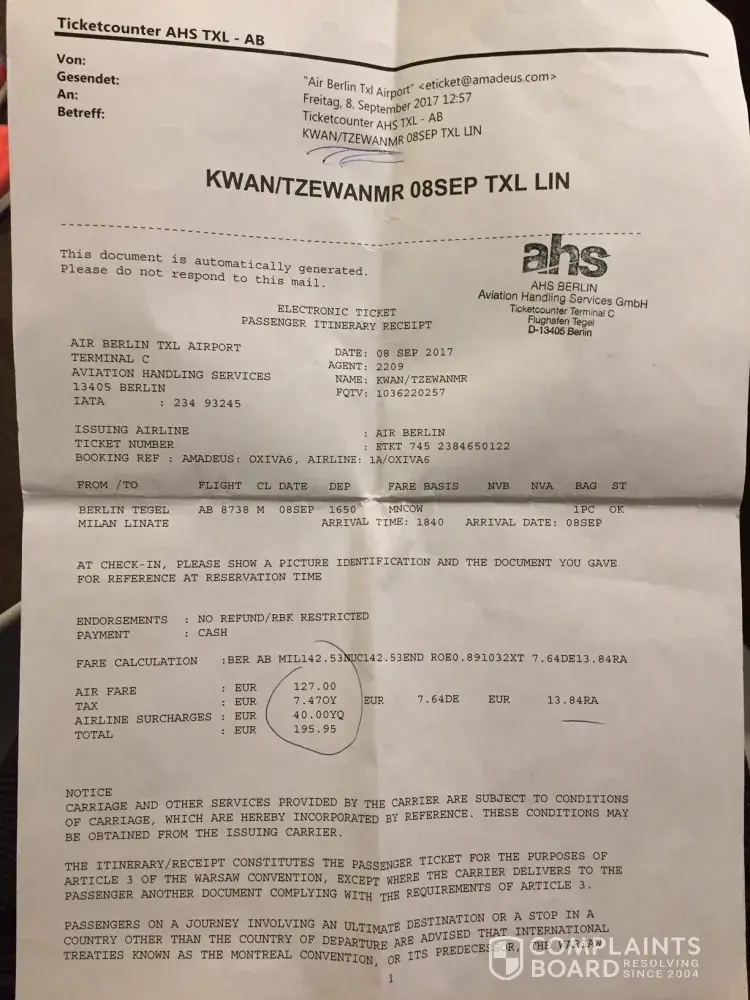 Ticketcounter AHS TXL - AB
Von: "Air Berlin Txl Airport" <eticket@amadeus.com>
Gesendet: Freitag, 8. September 2017 12:57
An: Ticketcounter AHS TXL - AB
Betreff: KWAN/TZEWANMR 08SEP TXL LIN
KWAN/TZEWANMR 08SEP TXL LIN
This document is automatically generated.
Please do not respond to this mail.
ahs
AHS BERLIN
Aviation Handling Services GmbH
Ticketcounter Terminal C
Flughafen Tegel
D-13405 Berlin
ELECTRONIC TICKET
PASSENGER ITINERARY RECEIPT
AIR BERLIN TXL AIRPORT DATE: 08 SEP 2017
TERMINAL C AGENT: 2209
AVIATION HANDLING SERVICES NAME: KWAN/TZEWANMR
13405 BERLIN FQTV: 1036220257
IATA : 234 93245
ISSUING AIRLINE : AIR BERLIN
TICKET NUMBER : ETKT 745 2384650122
BOOKING REF : AMADEUS: OXIVA6, AIRLINE: 1A/OXIVA6
FROM /TO FLIGHT CL DATE DEP FARE BASIS NVB NVA BAG ST
BERLIN TEGEL AB 8738 M 08SEP 1650 MNCOW 1PC OK
MILAN LINATE ARRIVAL TIME: 1840 ARRIVAL DATE: 08SEP
AT CHECK-IN, PLEASE SHOW A PICTURE IDENTIFICATION AND THE DOCUMENT YOU GAVE
FOR REFERENCE AT RESERVATION TIME
ENDORSEMENTS : NO REFUND/RBK RESTRICTED
PAYMENT : CASH
FARE CALCULATION :BER AB MIL142.53NUC142.53END ROE0.891032XT 7.64DE13.84RA
AIR FARE : EUR 127.00
TAX : EUR 7.47OY EUR 7.64DE EUR 13.84RA
AIRLINE SURCHARGES : EUR 40.00YQ
TOTAL : EUR 195.95
NOTICE
CARRIAGE AND OTHER SERVICES PROVIDED BY THE CARRIER ARE SUBJECT TO CONDITIONS
OF CARRIAGE, WHICH ARE HEREBY INCORPORATED BY REFERENCE. THESE CONDITIONS MAY
BE OBTAINED FROM THE ISSUING CARRIER.
THE ITINERARY/RECEIPT CONSTITUTES THE PASSENGER TICKET FOR THE PURPOSES OF
ARTICLE 3 OF THE WARSAW CONVENTION, EXCEPT WHERE THE CARRIER DELIVERS TO THE
PASSENGER ANOTHER DOCUMENT COMPLYING WITH THE REQUIREMENTS OF ARTICLE 3.
PASSENGERS ON A JOURNEY INVOLVING AN ULTIMATE DESTINATION OR A STOP IN A
COUNTRY OTHER THAN THE COUNTRY OF DEPARTURE ARE ADVISED THAT INTERNATIONAL
TREATIES KNOWN AS THE MONTREAL CONVENTION, OR ITS PREDECESSOR, THE WARSAW
1
COMPLAINTS
BOARD RESOLVING
SINCE 2004